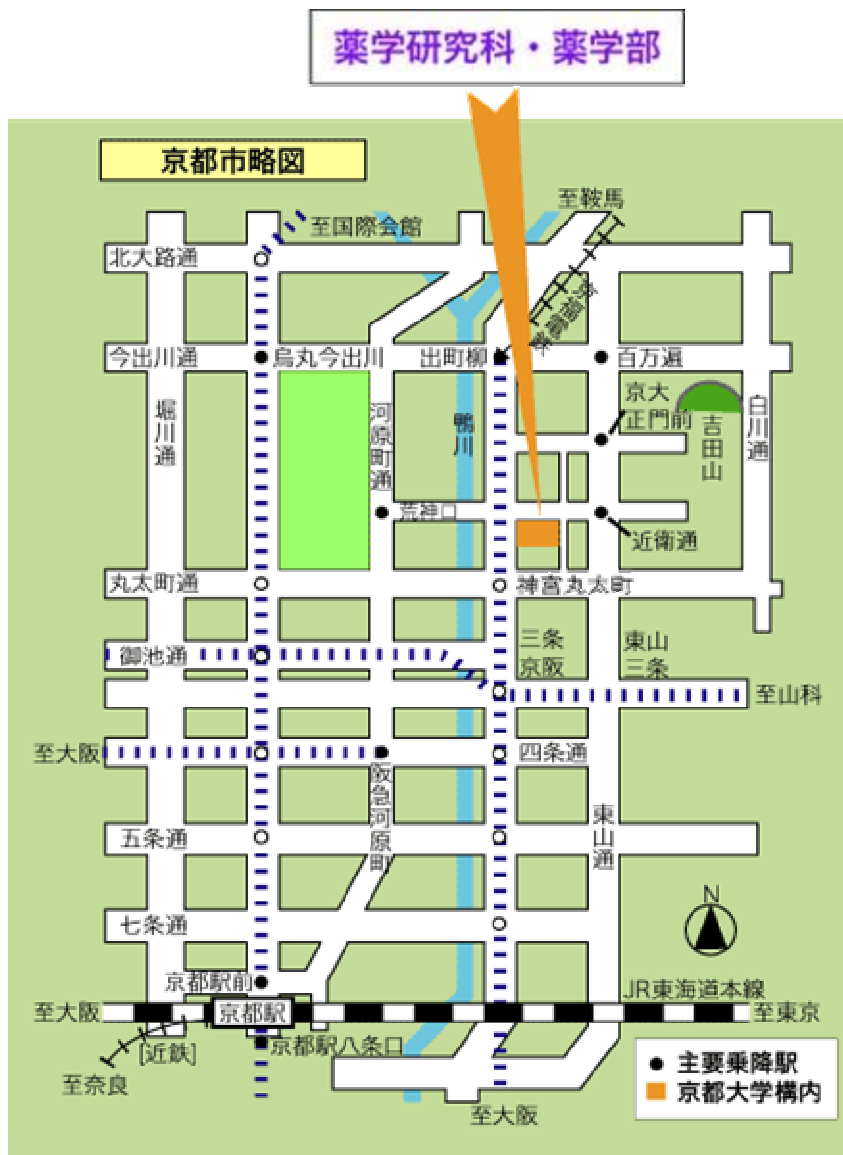 薬学研究科・薬学部
京都市略図
至鞍馬
至国際会館
北大路通
京福電鉄
今出川通
烏丸今出川
出町柳
百万遍
京大
正門前
堀川通
河原町通
鴨川
吉田山
白川通
荒神口
近衛通
丸太町通
神宮丸太町
御池通
三条
京阪
東山
三条
至山科
至大阪
四条通
阪急河原町
東山通
五条通
七条通
N
京都駅前
JR東海道本線
至大阪
京都駅
至東京
[近鉄]
京都駅八条口
至奈良
至大阪
主要乗降駅
京都大学構内